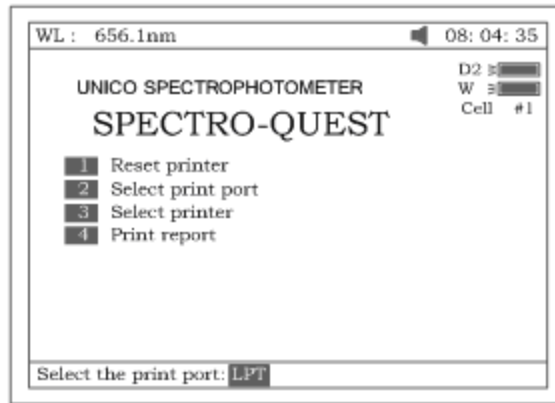 WL : 656.1nm 08: 04: 35
D2
UNICO SPECTROPHOTOMETER W
SPECTRO-QUEST Cell #1
1 Reset printer
2 Select print port
3 Select printer
4 Print report
Select the print port: LPT